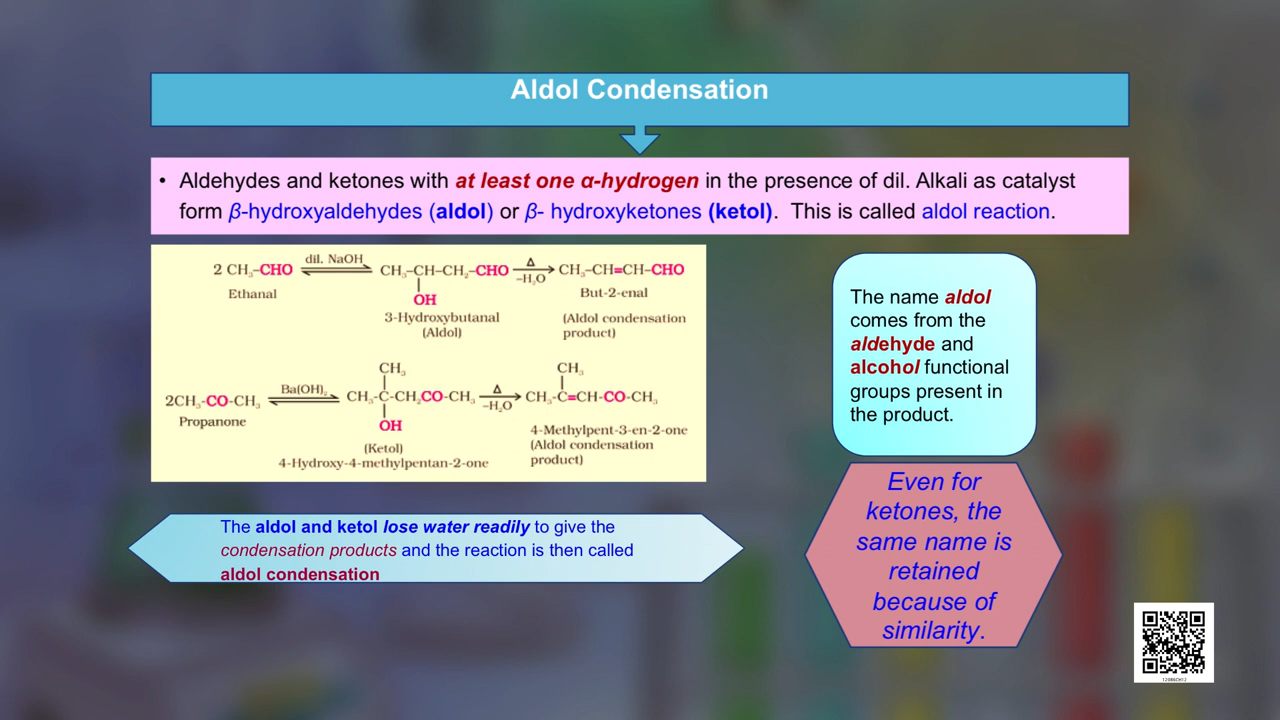 Aldol Condensation
• Aldehydes and ketones with at least one α-hydrogen in the presence of dil. Alkali as catalyst
form β-hydroxyaldehydes (aldol) or β- hydroxyketones (ketol). This is called aldol reaction.
2 CH₃–CHO dil. NaOH CH₃–CH–CH₂–CHO Δ –H₂O CH₃–CH=CH–CHO
OH
Ethanal
But-2-enal
3-Hydroxybutanal
(Aldol)
(Aldol condensation
product)
CH₃
CH₃
2CH₃-CO-CH₃ Ba(OH)₂ CH₃-C-CH₂CO-CH₃ Δ –H₂O CH₃-C=CH-CO-CH₃
Propanone
OH
(Ketol)
4-Hydroxy-4-methylpentan-2-one
4-Methylpent-3-en-2-one
(Aldol condensation
product)
The name aldol
comes from the
aldehyde and
alcohol functional
groups present in
the product.
The aldol and ketol lose water readily to give the
condensation products and the reaction is then called
aldol condensation
Even for
ketones, the
same name is
retained
because of
similarity.
12086CH12